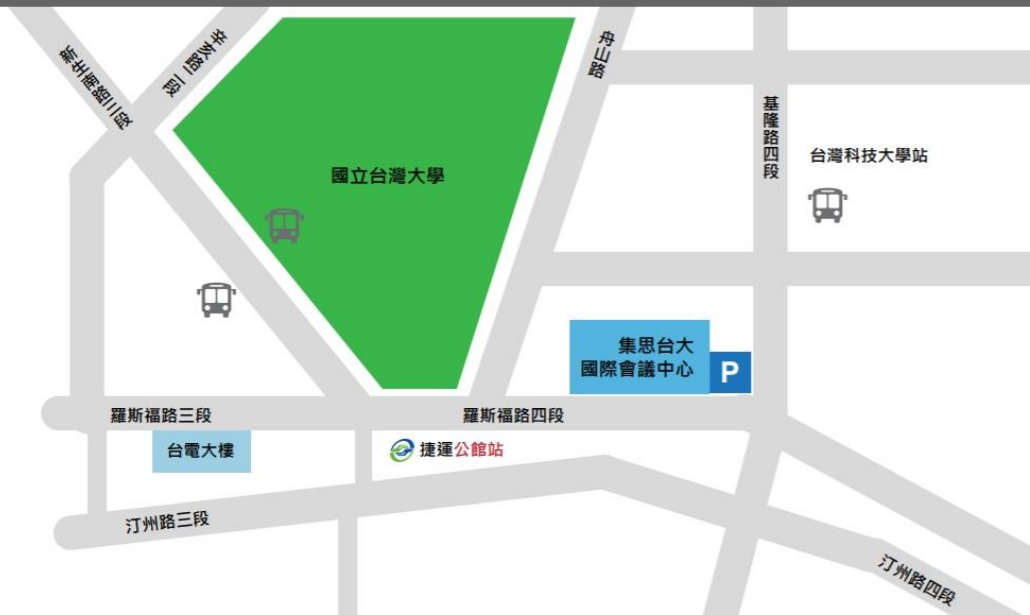 新生南路三段
辛亥路一段
舟山路
基隆路四段
台灣科技大學站
國立台灣大學
集思台大
國際會議中心
P
羅斯福路三段
羅斯福路四段
台電大樓
捷運公館站
汀州路三段
汀州路四段